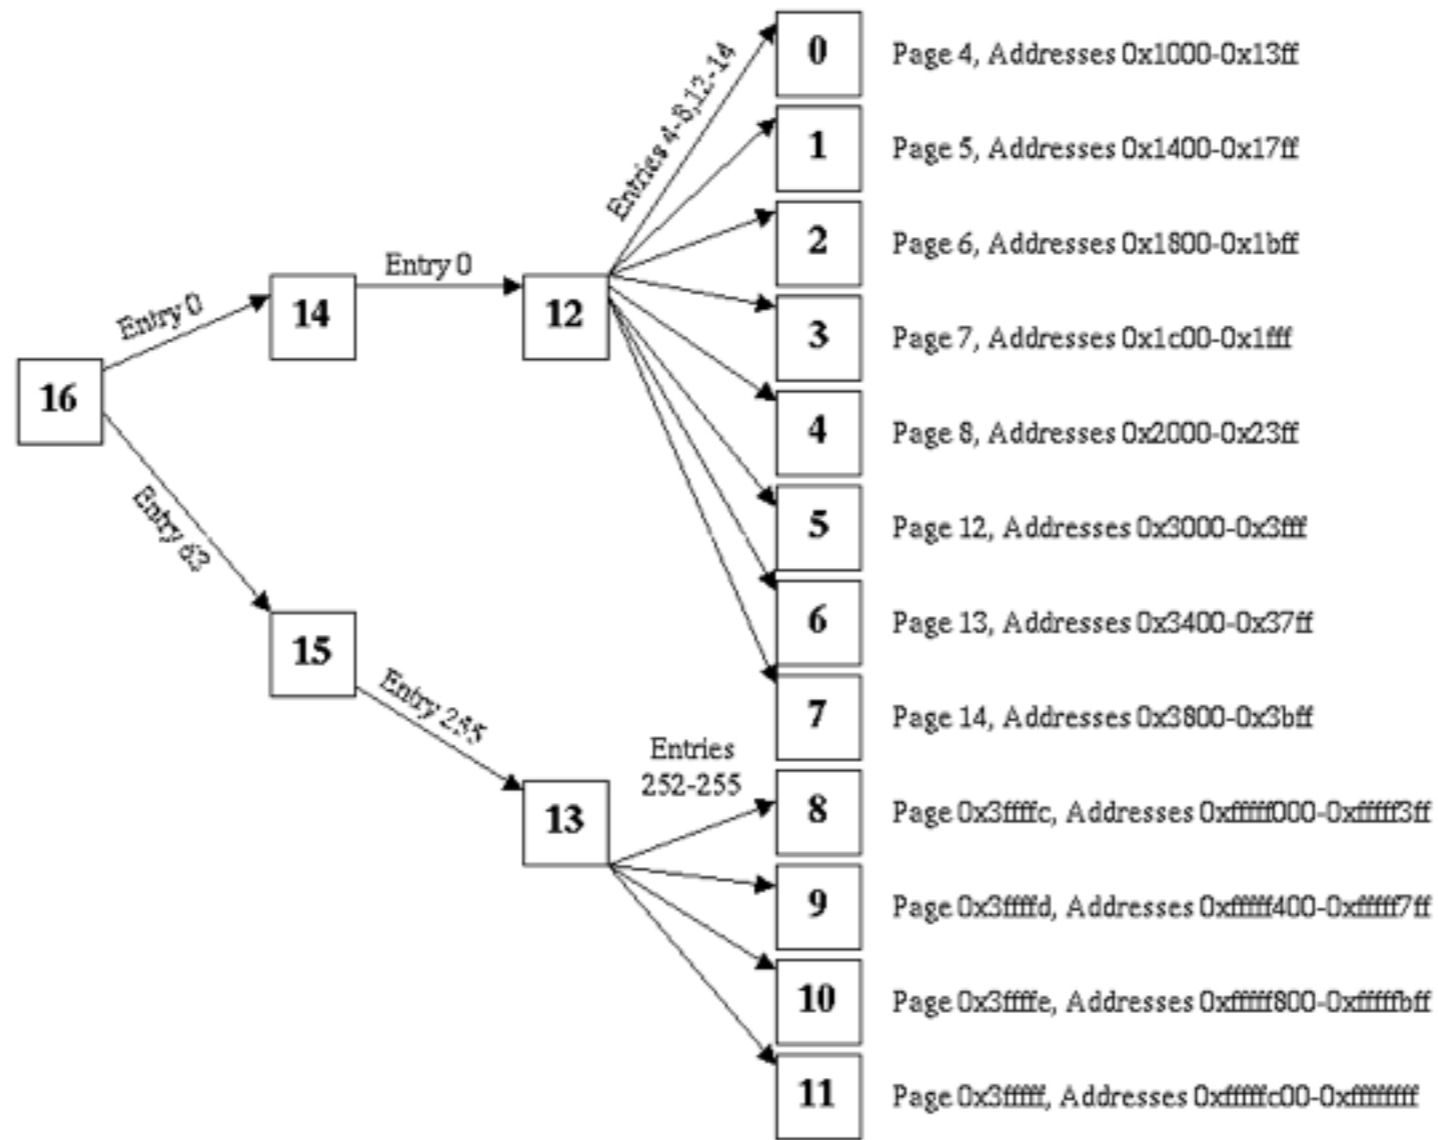 0 Page 4, Addresses 0x1000-0x13ff
Entries 4-8,12-14
1 Page 5, Addresses 0x1400-0x17ff
2 Page 6, Addresses 0x1800-0x1bff
Entry 0
Entry 0
14
12
3 Page 7, Addresses 0x1c00-0x1fff
16
4 Page 8, Addresses 0x2000-0x23ff
Entry 63
5 Page 12, Addresses 0x3000-0x3fff
6 Page 13, Addresses 0x3400-0x37ff
15
Entry 255
7 Page 14, Addresses 0x3800-0x3bff
Entries
252-255
13
8 Page 0x3ffffc, Addresses 0xfffff000-0xfffff3ff
9 Page 0x3ffffd, Addresses 0xfffff400-0xfffff7ff
10 Page 0x3ffffe, Addresses 0xfffff800-0xfffffbff
11 Page 0x3fffff, Addresses 0xfffffc00-0xffffffff